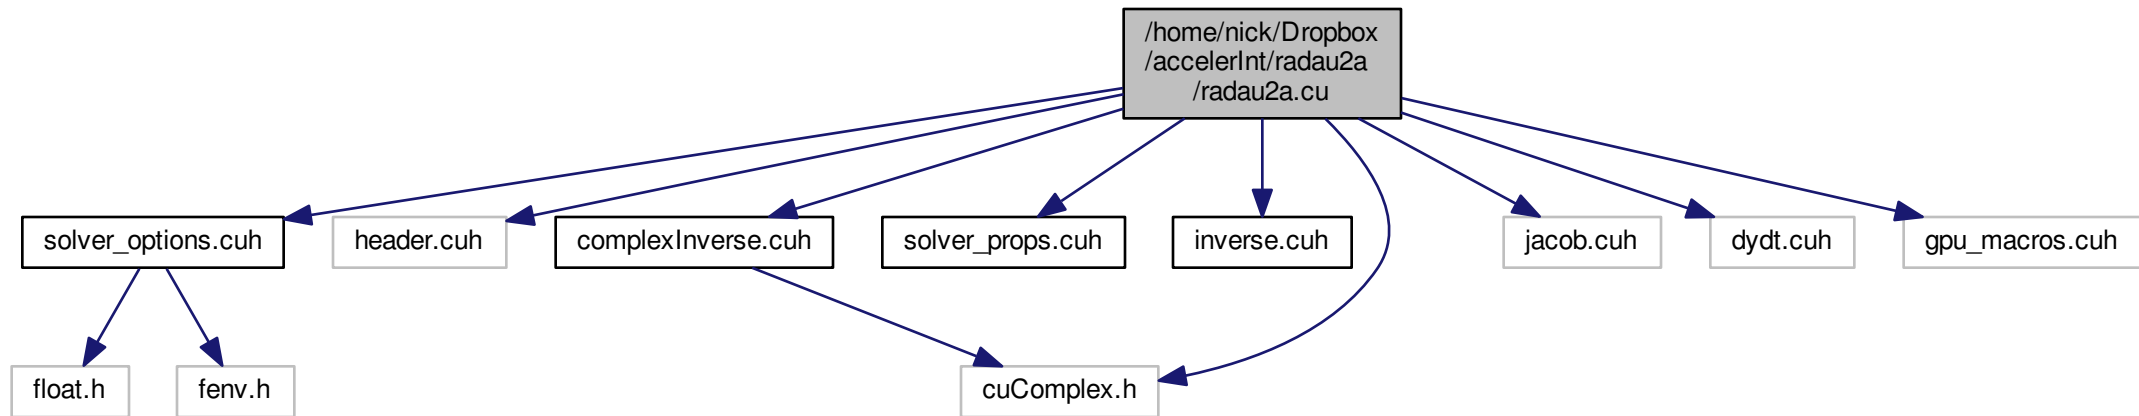 /home/nick/Dropbox
/accelerInt/radau2a
/radau2a.cu
solver_options.cuh
header.cuh
complexInverse.cuh
solver_props.cuh
inverse.cuh
jacob.cuh
dydt.cuh
gpu_macros.cuh
float.h
fenv.h
cuComplex.h